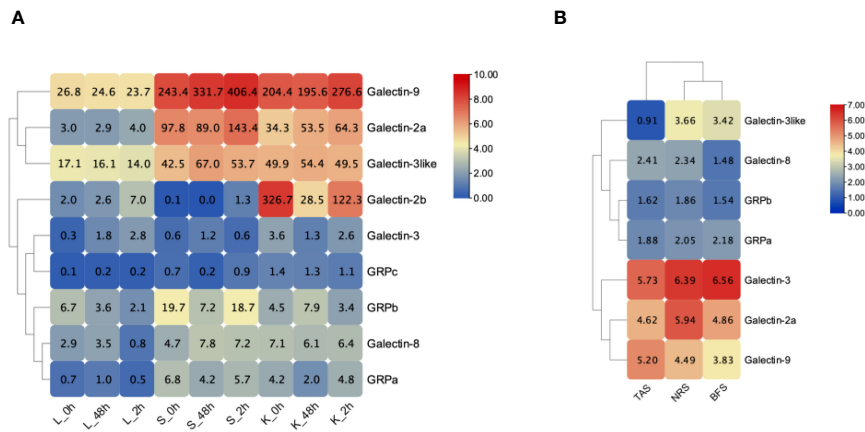 A
B
26.8 24.6 23.7 243.4 331.7 406.4 204.4 195.6 276.6 Galectin-9
3.0 2.9 4.0 97.8 89.0 143.4 34.3 53.5 64.3 Galectin-2a
17.1 16.1 14.0 42.5 67.0 53.7 49.9 54.4 49.5 Galectin-3like
2.0 2.6 7.0 0.1 0.0 1.3 326.7 28.5 122.3 Galectin-2b
0.3 1.8 2.8 0.6 1.2 0.6 3.6 1.3 2.6 Galectin-3
0.1 0.2 0.2 0.7 0.2 0.9 1.4 1.3 1.1 GRPc
6.7 3.6 2.1 19.7 7.2 18.7 4.5 7.9 3.4 GRPb
2.9 3.5 0.8 4.7 7.8 7.2 7.1 6.1 6.4 Galectin-8
0.7 1.0 0.5 6.8 4.2 5.7 4.2 2.0 4.8 GRPa
L_0h L_48h L_2h S_0h S_48h S_2h K_0h K_48h K_2h
10.00
8.00
6.00
4.00
2.00
0.00
0.91 3.66 3.42 Galectin-3like
2.41 2.34 1.48 Galectin-8
1.62 1.86 1.54 GRPb
1.88 2.05 2.18 GRPa
5.73 6.39 6.56 Galectin-3
4.62 5.94 4.86 Galectin-2a
5.20 4.49 3.83 Galectin-9
TAS NRS BFS
7.00
6.00
5.00
4.00
3.00
2.00
1.00
0.00